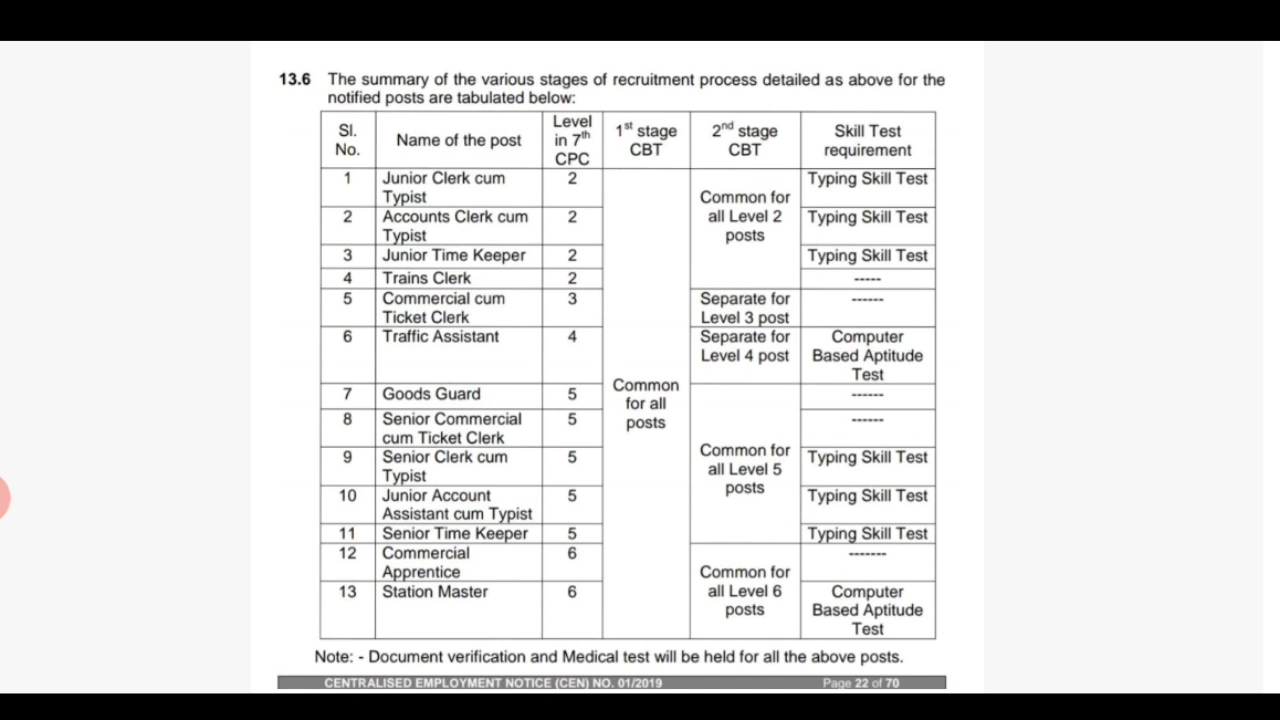 13.6 The summary of the various stages of recruitment process detailed as above for the
notified posts are tabulated below:
Sl. No. Name of the post Level in 7th CPC 1st stage CBT 2nd stage CBT Skill Test requirement
1 Junior Clerk cum Typist 2 Common for all posts Common for all Level 2 posts Typing Skill Test
2 Accounts Clerk cum Typist 2 Typing Skill Test
3 Junior Time Keeper 2 Typing Skill Test
4 Trains Clerk 2 -----
5 Commercial cum Ticket Clerk 3 Separate for Level 3 post ------
6 Traffic Assistant 4 Separate for Level 4 post Computer Based Aptitude Test
7 Goods Guard 5 Common for all Level 5 posts ------
8 Senior Commercial cum Ticket Clerk 5 ------
9 Senior Clerk cum Typist 5 Typing Skill Test
10 Junior Account Assistant cum Typist 5 Typing Skill Test
11 Senior Time Keeper 5 Typing Skill Test
12 Commercial Apprentice 6 Common for all Level 6 posts -------
13 Station Master 6 Computer Based Aptitude Test
Note: - Document verification and Medical test will be held for all the above posts.
CENTRALISED EMPLOYMENT NOTICE (CEN) NO. 01/2019 Page 22 of 70